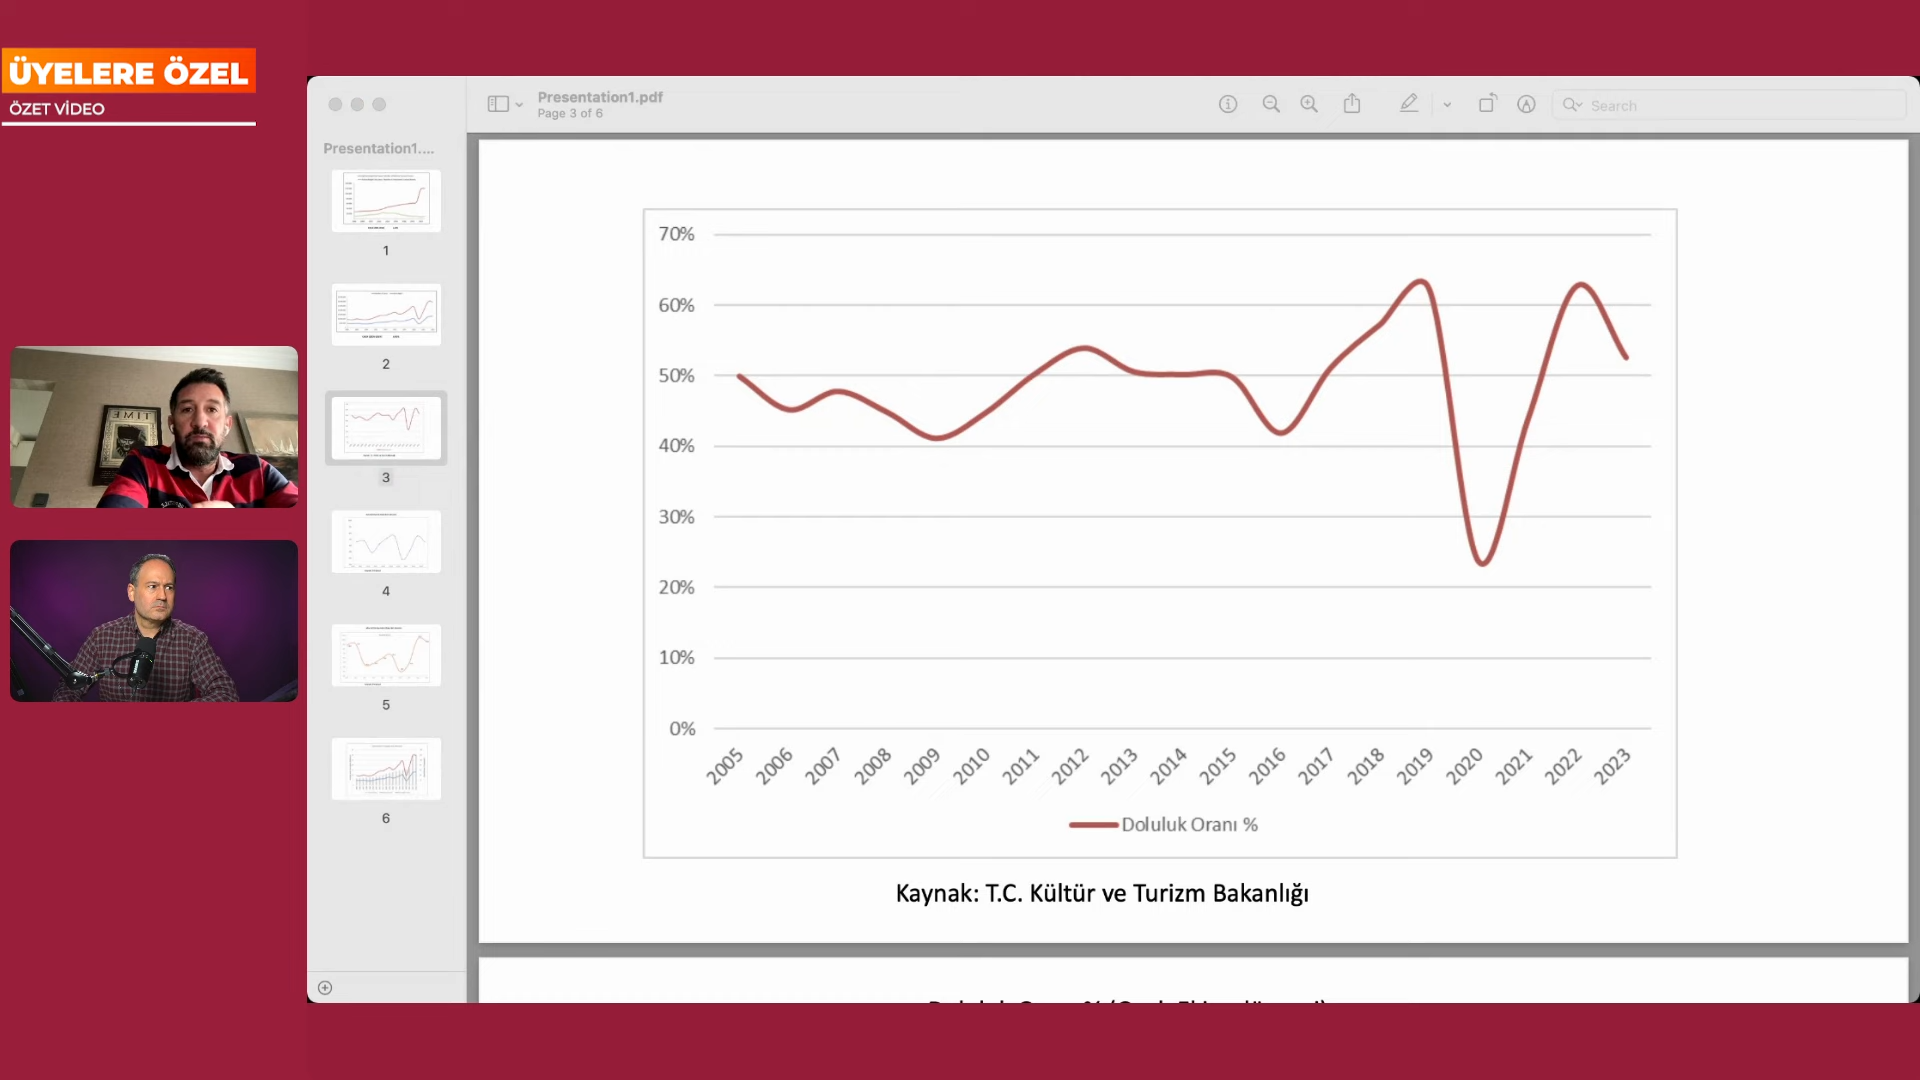 ÜYELERE ÖZEL
ÖZET VİDEO
Presentation1.pdf
Page 3 of 6
Search
Presentation1....
1
2
3
4
5
6
70%
60%
50%
40%
30%
20%
10%
0%
2005 2006 2007 2008 2009 2010 2011 2012 2013 2014 2015 2016 2017 2018 2019 2020 2021 2022 2023
Doluluk Oranı %
Kaynak: T.C. Kültür ve Turizm Bakanlığı